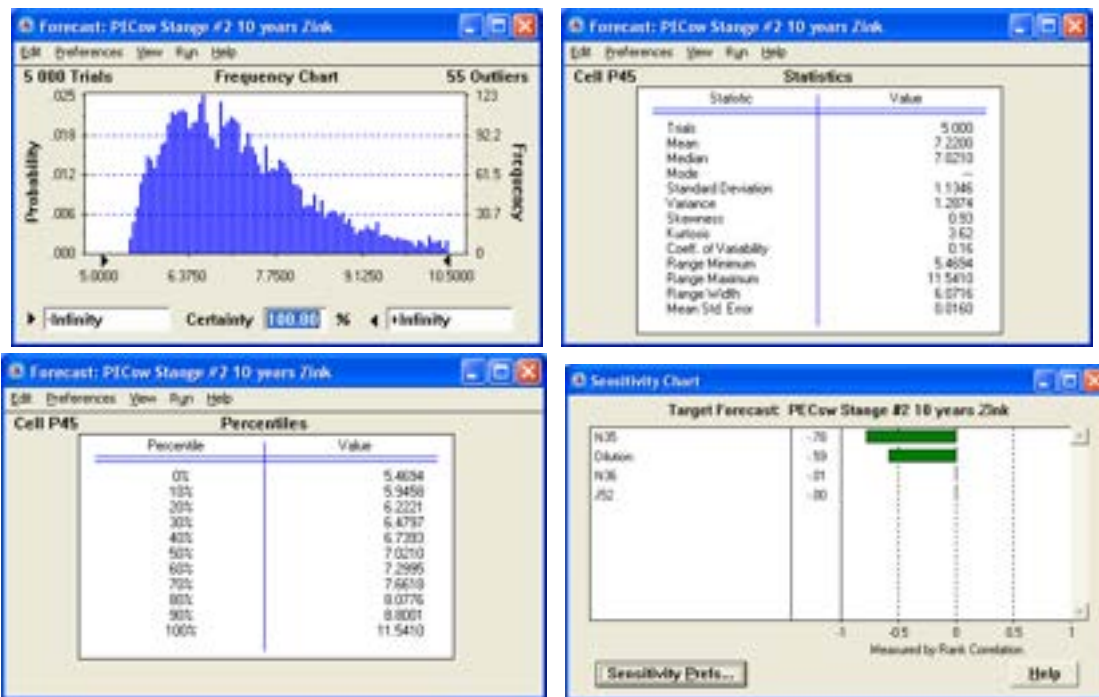 Forecast: PECsw Stange #2 10 years Zink
Edit Preferences View Run Help
5 000 Trials Frequency Chart 55 Outliers
.025 123
.019 92.2
.012 61.5
.006 30.7
.000 0
Probability
Frequency
5.0000 6.3750 7.7500 9.1250 10.5000
-Infinity Certainty 100.00 % +Infinity
Forecast: PECsw Stange #2 10 years Zink
Edit Preferences View Run Help
Cell P45 Statistics
Statistic Value
Trials 5 000
Mean 7.2200
Median 7.0210
Mode ---
Standard Deviation 1.1346
Variance 1.2874
Skewness 0.93
Kurtosis 3.62
Coeff. of Variability 0.16
Range Minimum 5.4694
Range Maximum 11.5410
Range Width 6.0716
Mean Std. Error 0.0160
Forecast: PECsw Stange #2 10 years Zink
Edit Preferences View Run Help
Cell P45 Percentiles
Percentile Value
0% 5.4694
10% 5.9458
20% 6.2221
30% 6.4797
40% 6.7383
50% 7.0210
60% 7.2995
70% 7.6618
80% 8.0776
90% 8.8001
100% 11.5410
Sensitivity Chart
Target Forecast: PECsw Stange #2 10 years Zink
N35 -.76
Dilution -.59
N36 -.01
J52 -.00
-1 -0.5 0 0.5 1
Measured by Rank Correlation
Sensitivity Prefs... Help